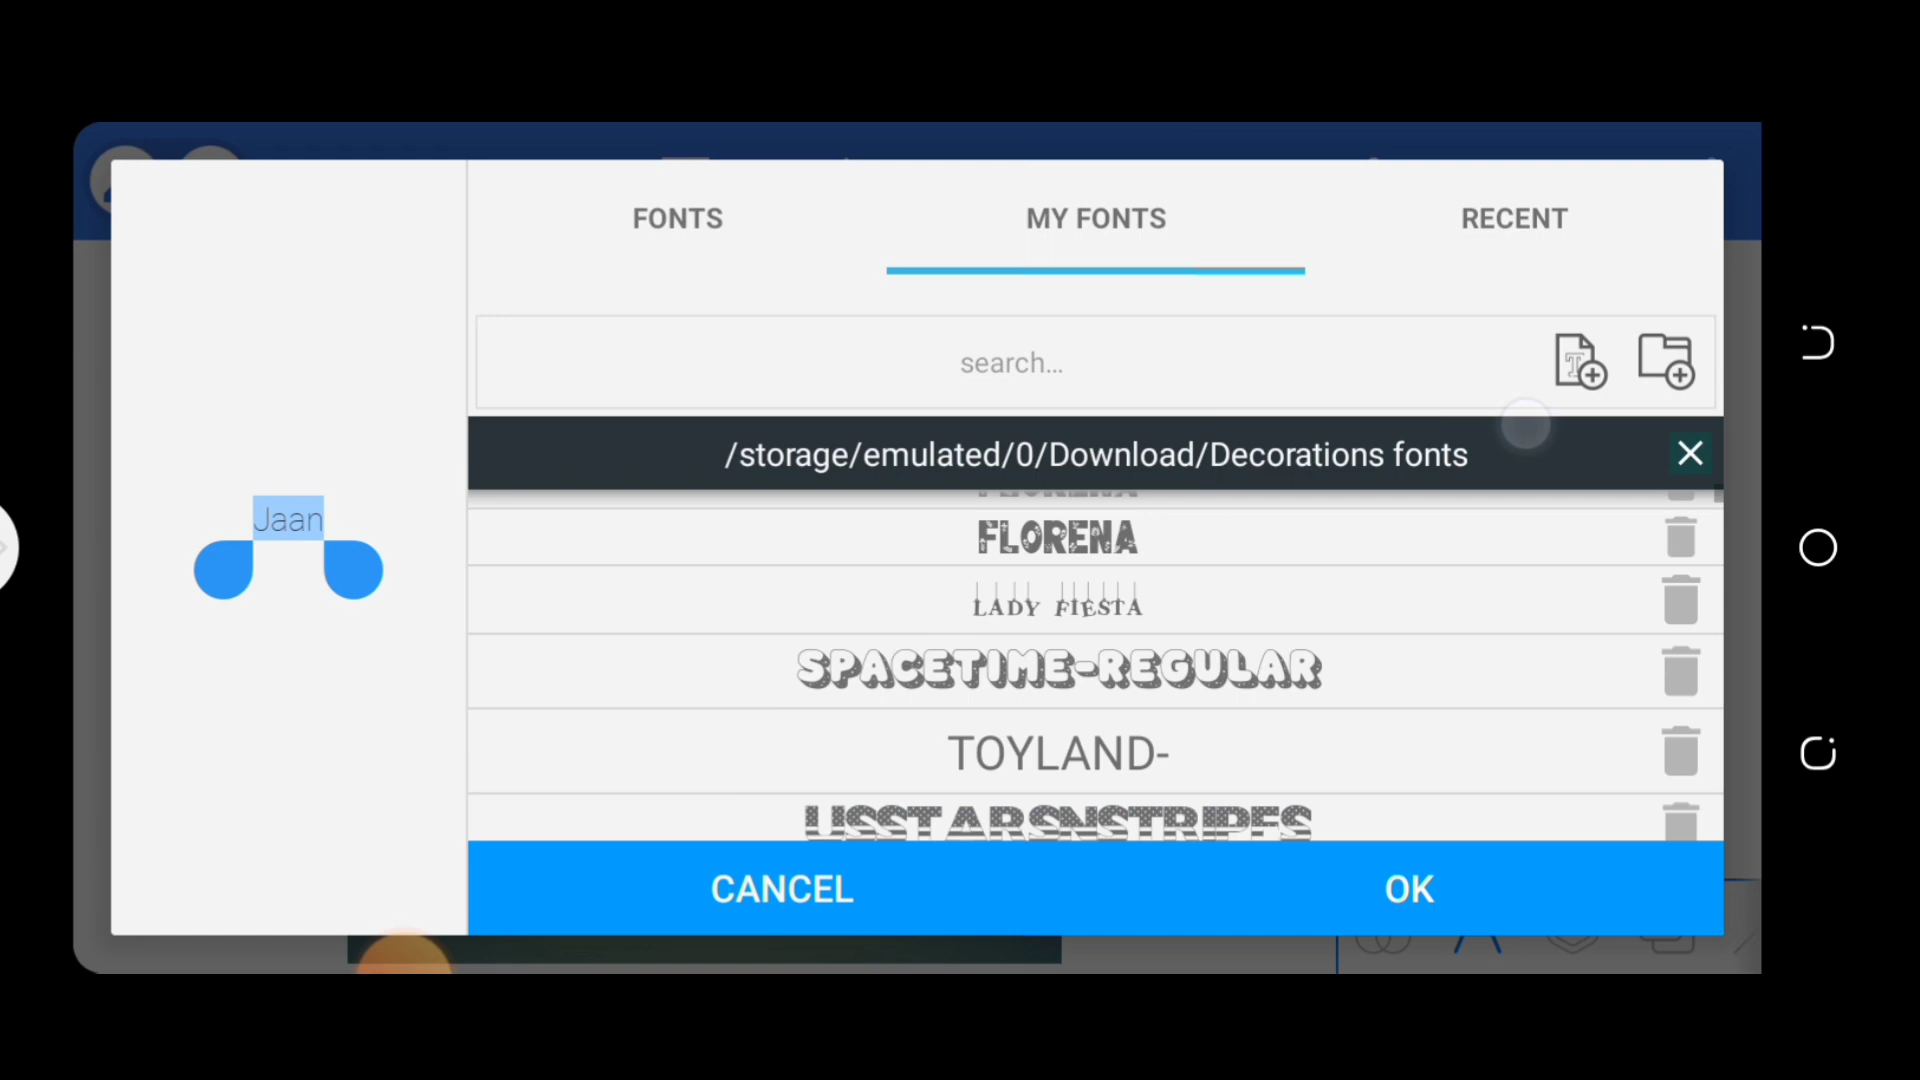 FONTS
MY FONTS
RECENT
search...
/storage/emulated/0/Download/Decorations fonts
FLORENA
FLORENA
LADY FIESTA
SPACETIME-REGULAR
TOYLAND-
USSTARSNSTRIPES
Jaan
CANCEL
OK